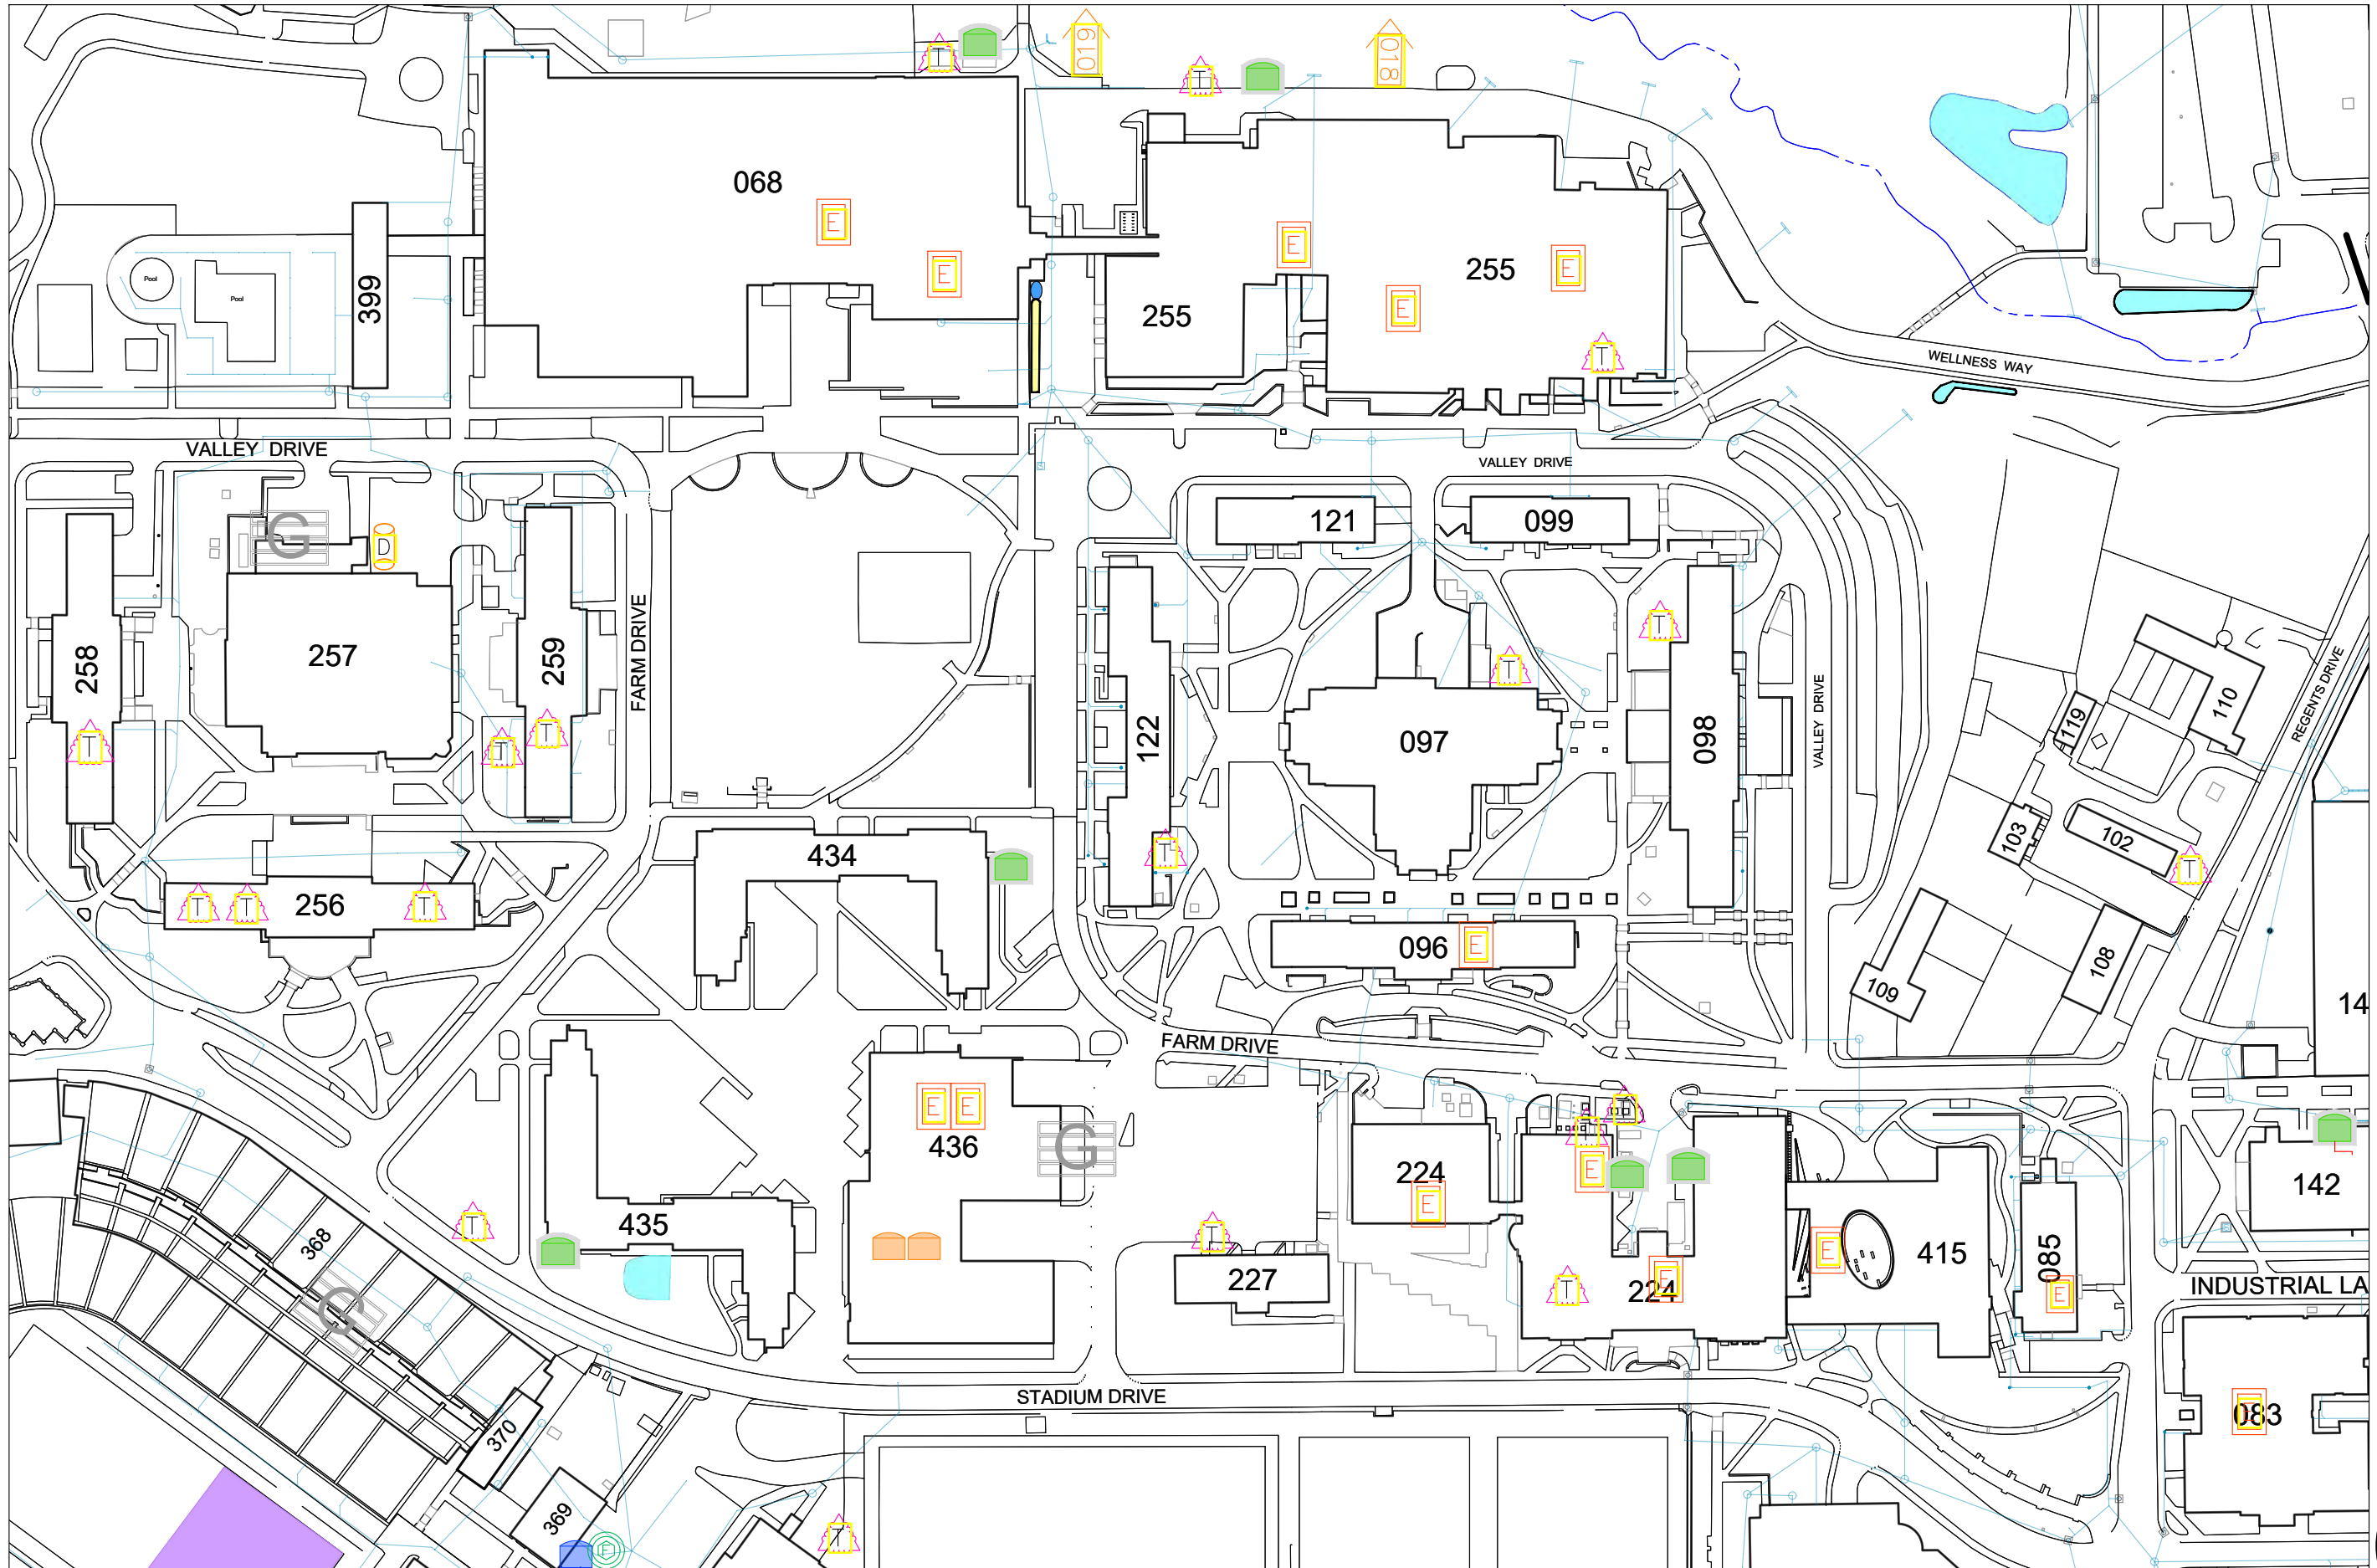 T
019
018
T
068
E
E
E
255
E
255
E
T
399
Pool
Pool
WELLNESS WAY
VALLEY DRIVE
VALLEY DRIVE
121
099
G
D
258
257
259
FARM DRIVE
T
T
T
122
097
T
T
098
VALLEY DRIVE
110
119
REGENTS DRIVE
103
102
T
434
T
T
T
256
T
096
E
109
108
14
FARM DRIVE
E
E
436
G
T
T
E
224
E
142
T
435
T
227
T
224
E
E
415
085
E
INDUSTRIAL LA
368
G
STADIUM DRIVE
083
E
370
369
E
T